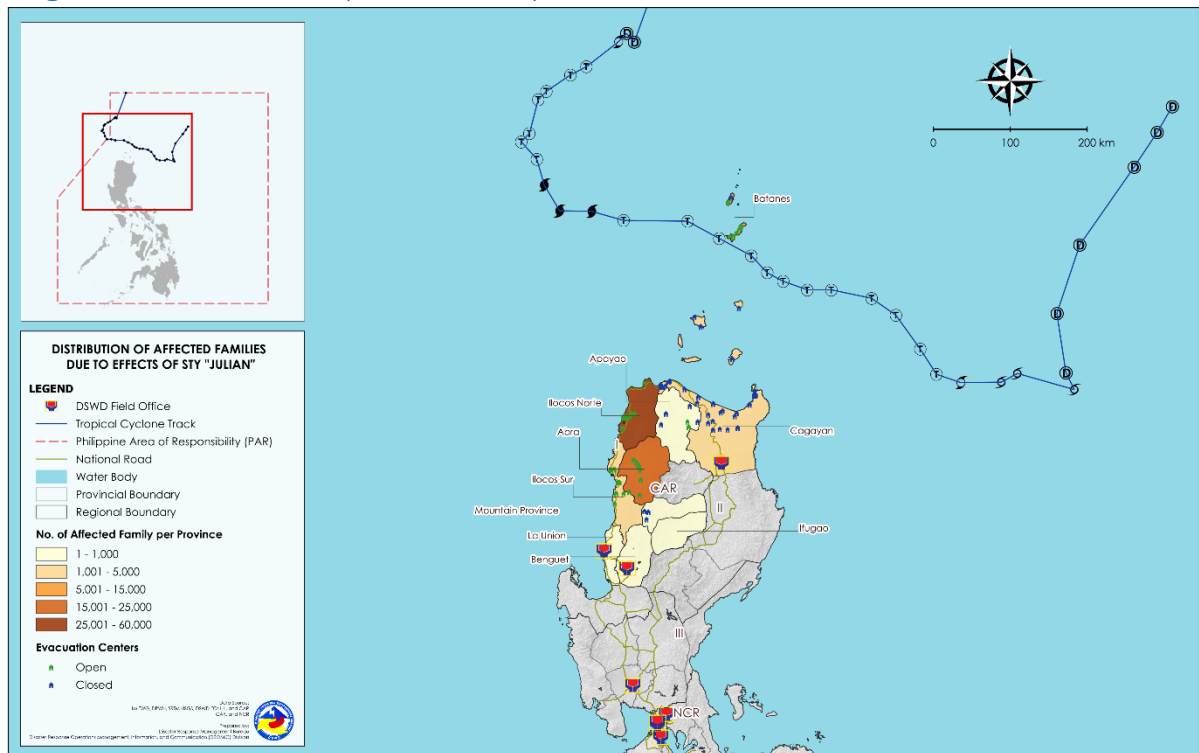 DISTRIBUTION OF AFFECTED FAMILIES
DUE TO EFFECTS OF STY "JULIAN"
LEGEND
DSWD Field Office
Tropical Cyclone Track
Philippine Area of Responsibility (PAR)
National Road
Water Body
Provincial Boundary
Regional Boundary
No. of Affected Family per Province
1 - 1,000
1,001 - 5,000
5,001 - 15,000
15,001 - 25,000
25,001 - 60,000
Evacuation Centers
Open
Closed
0 100 200 km
Batanes
Apayao
Ilocos Norte
Abra
Cagayan
Ilocos Sur
CAR
I
II
Mountain Province
Ifugao
La Union
Benguet
III
NCR